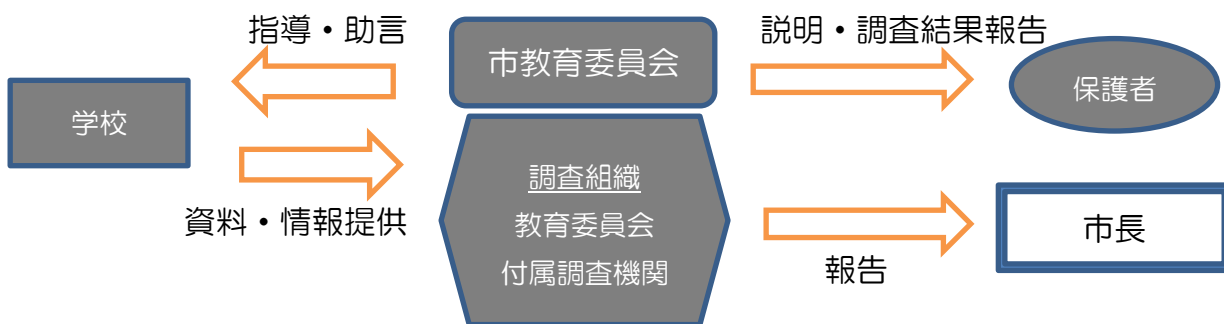 指導・助言
説明・調査結果報告
市教育委員会
保護者
学校
調査組織
資料・情報提供
教育委員会
市長
付属調査機関
報告